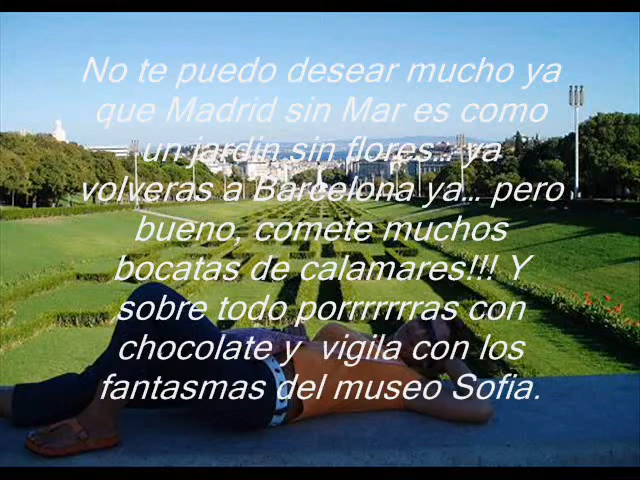 No te puedo desear mucho ya
que Madrid sin Mar es como
un jardin sin flores... ya
volveras a Barcelona ya... pero
bueno, comete muchos
bocatas de calamares!!! Y
sobre todo porrrrrrras con
chocolate y vigila con los
fantasmas del museo Sofia.